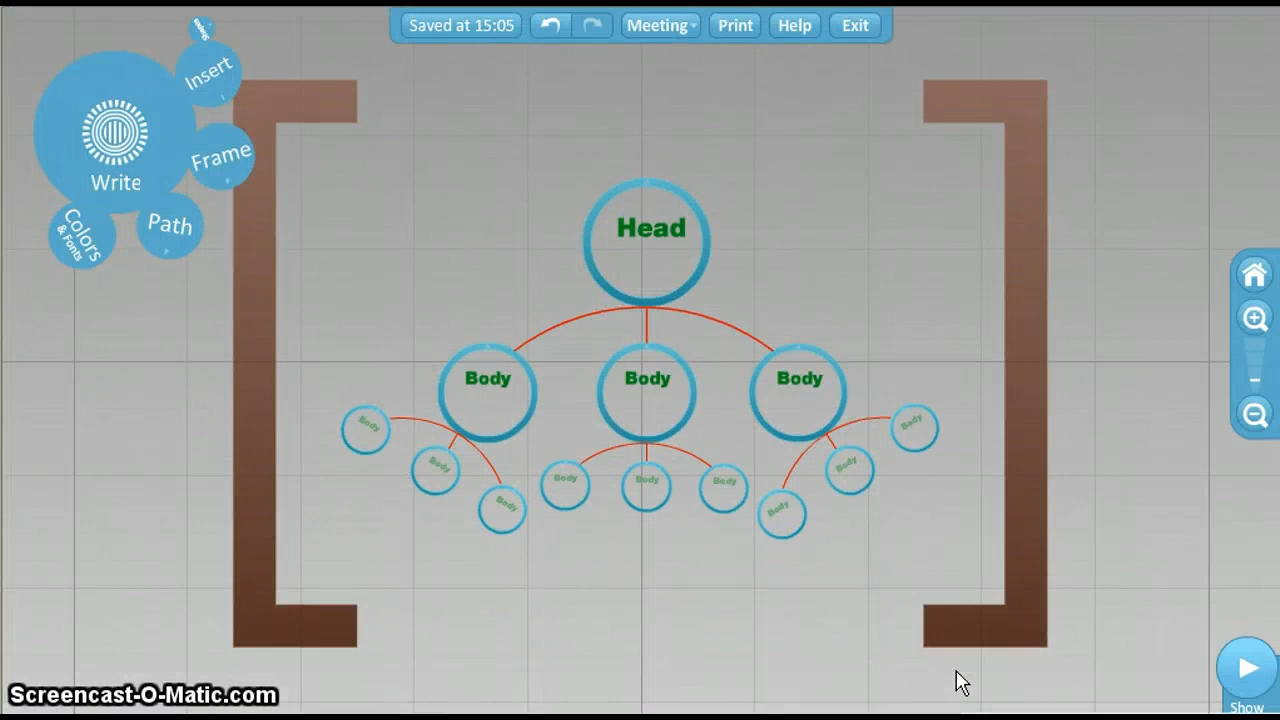 Saved at 15:05
Meeting
Print
Help
Exit
Insert
Frame
Write
Path
Colors
& Fonts
Head
Body
Body
Body
Body
Body
Body
Body
Body
Body
Body
Body
Body
Show
Screencast-O-Matic.com